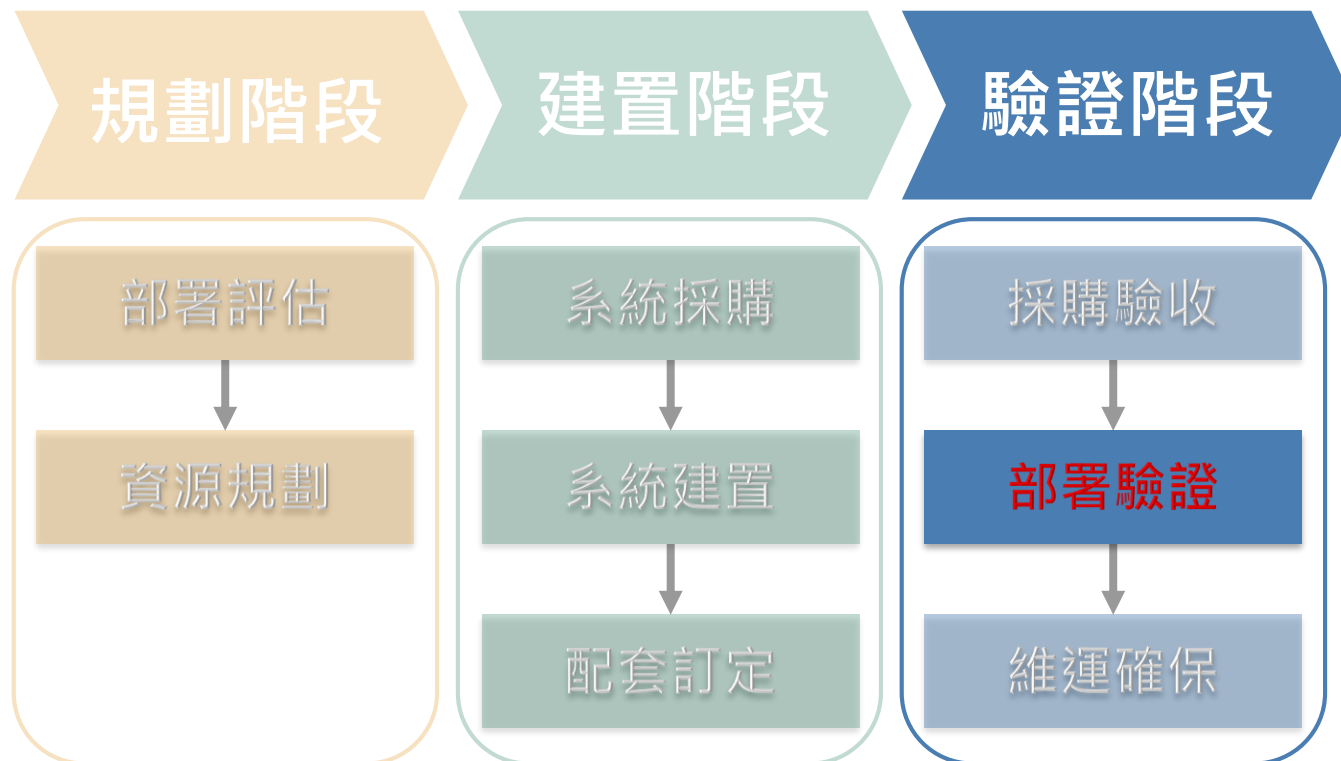 規劃階段
建置階段
驗證階段
部署評估
資源規劃
系統採購
系統建置
配套訂定
採購驗收
部署驗證
維運確保